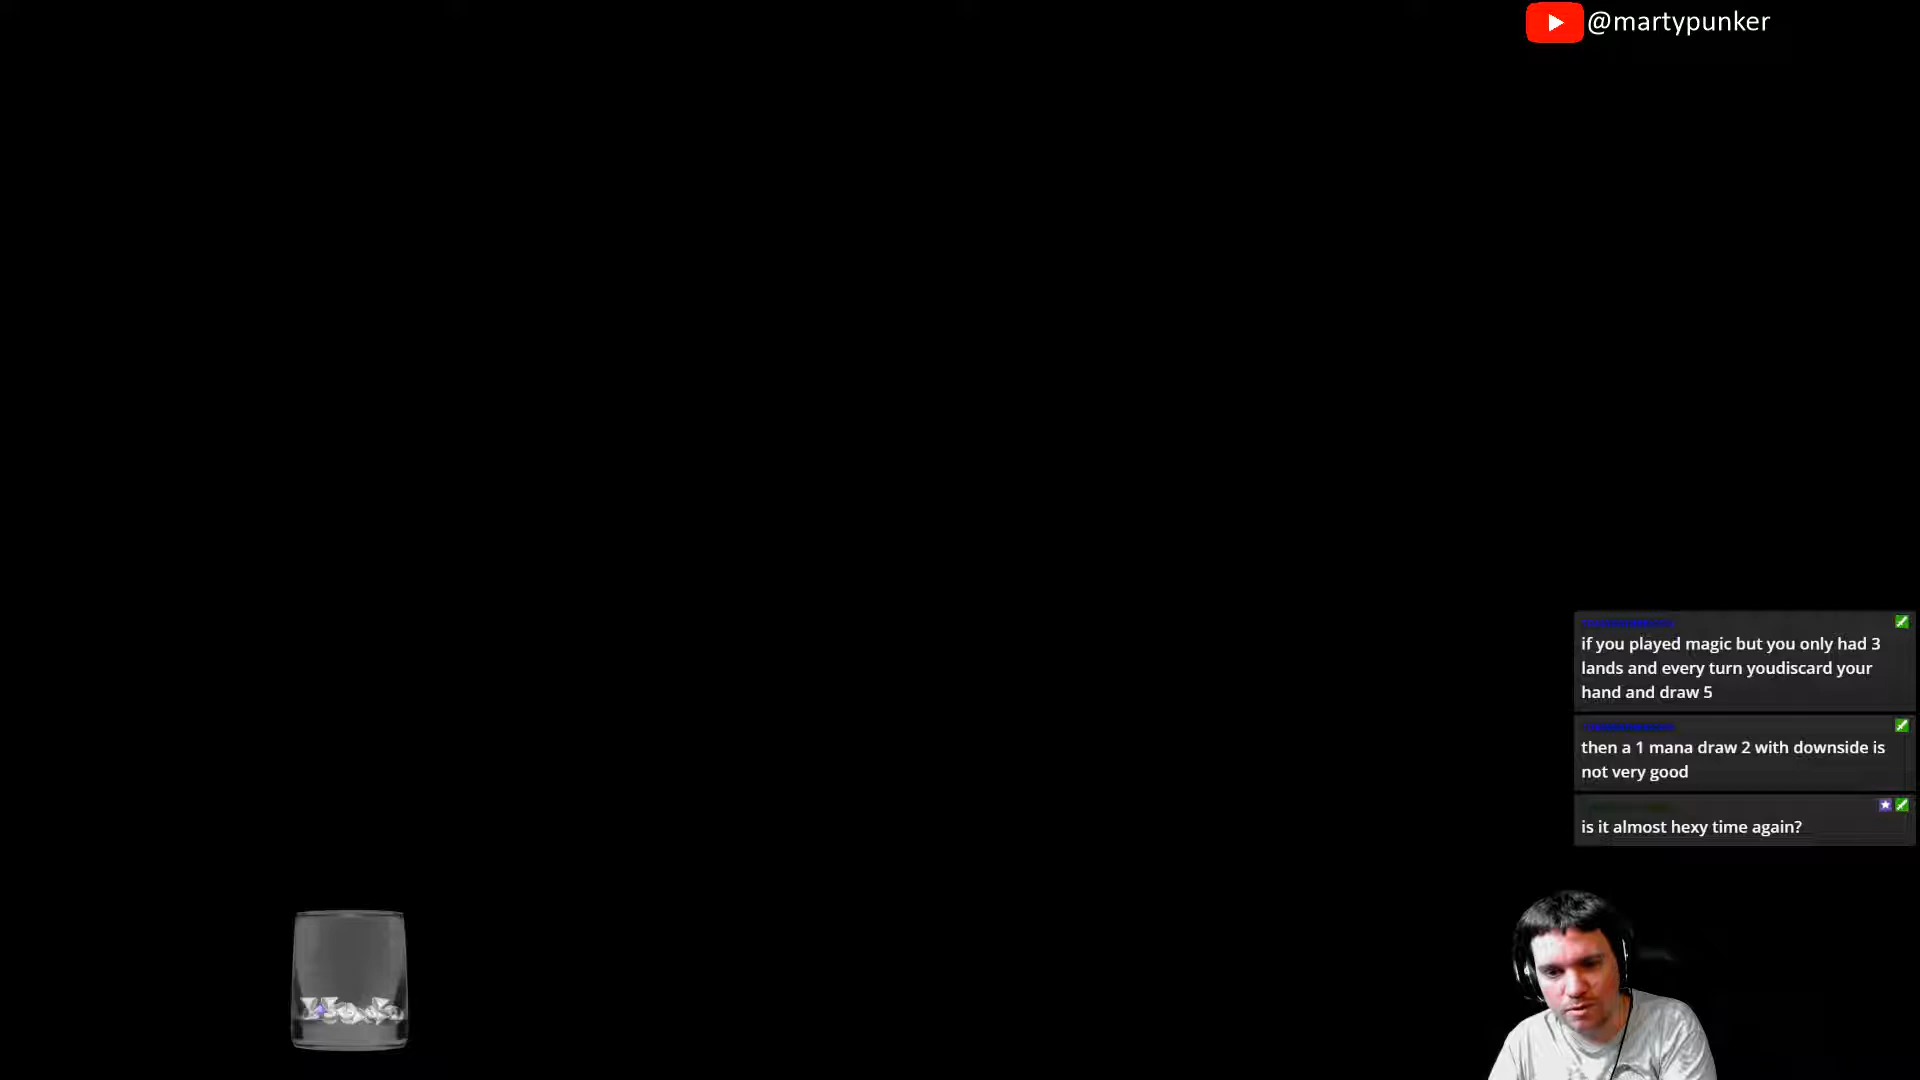 @martypunker
if you played magic but you only had 3
lands and every turn youdiscard your
hand and draw 5
then a 1 mana draw 2 with downside is
not very good
is it almost hexy time again?